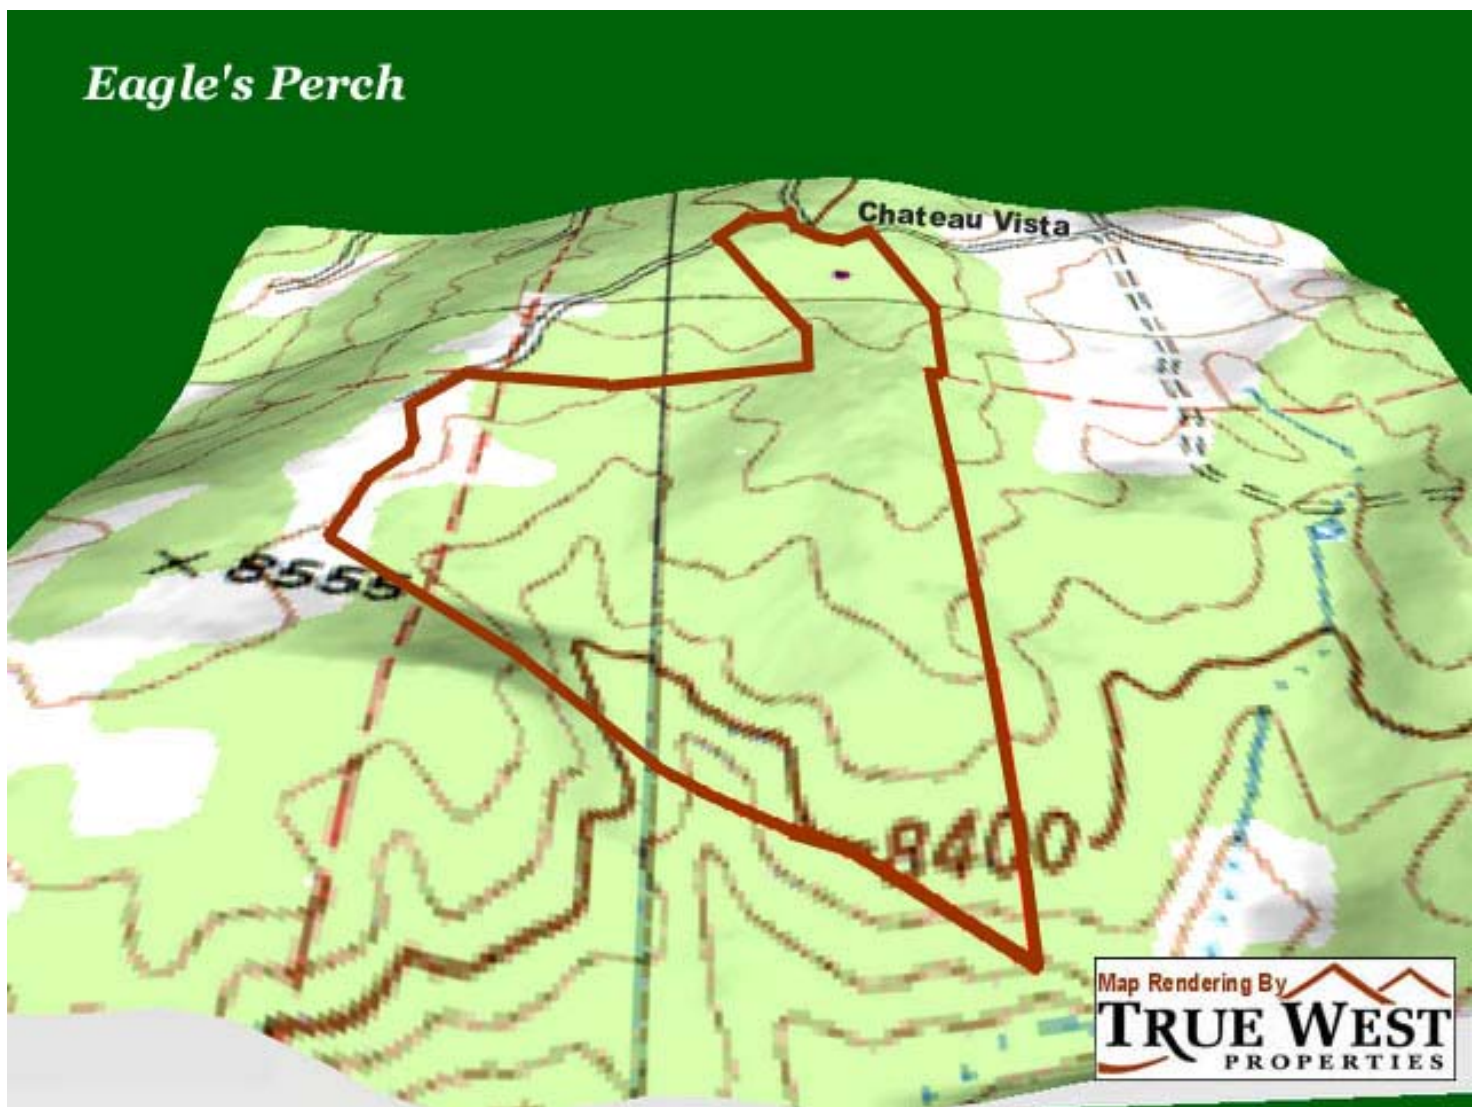 Eagle's Perch
Chateau Vista
× 8555
8400
Map Rendering By
TRUE WEST
PROPERTIES